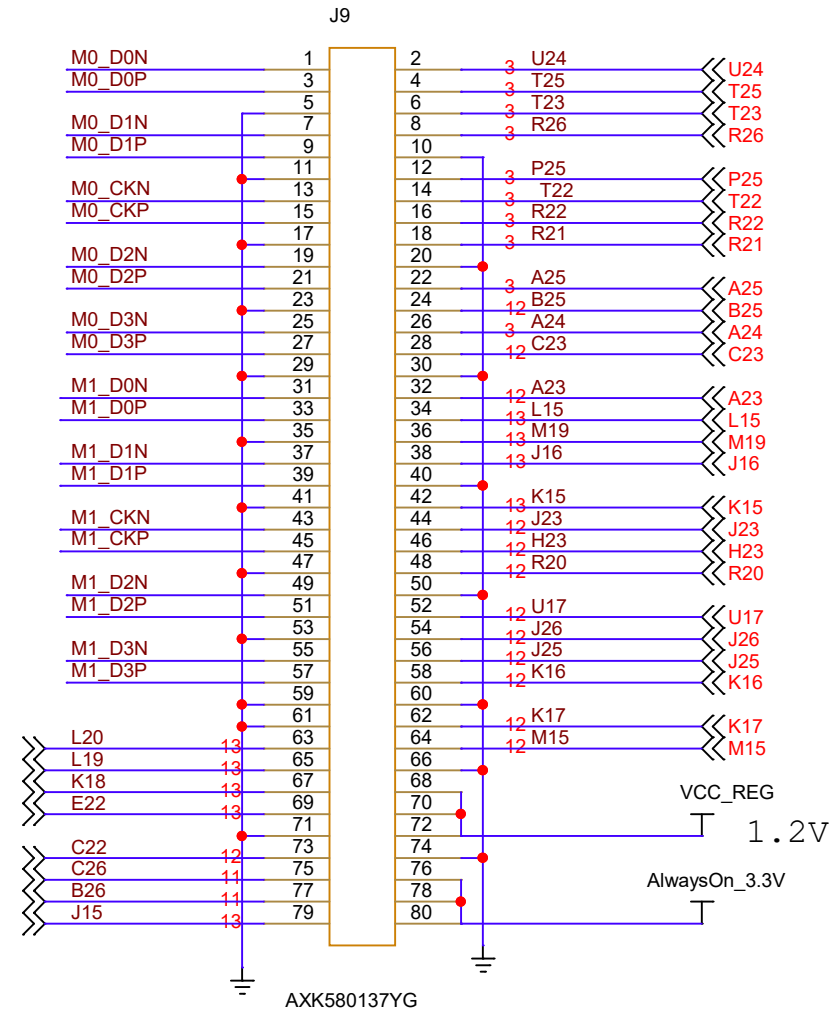 J9
M0_D0N 1 2 3 U24 U24
M0_D0P 3 4 3 T25 T25
5 6 3 T23 T23
M0_D1N 7 8 3 R26 R26
M0_D1P 9 10
11 12 3 P25 P25
M0_CKN 13 14 3 T22 T22
M0_CKP 15 16 3 R22 R22
17 18 3 R21 R21
M0_D2N 19 20
M0_D2P 21 22 3 A25 A25
23 24 12 B25 B25
M0_D3N 25 26 3 A24 A24
M0_D3P 27 28 12 C23 C23
29 30
M1_D0N 31 32 12 A23 A23
M1_D0P 33 34 13 L15 L15
35 36 13 M19 M19
M1_D1N 37 38 13 J16 J16
M1_D1P 39 40
41 42 13 K15 K15
M1_CKN 43 44 12 J23 J23
M1_CKP 45 46 12 H23 H23
47 48 12 R20 R20
M1_D2N 49 50
M1_D2P 51 52 12 U17 U17
53 54 12 J26 J26
M1_D3N 55 56 12 J25 J25
M1_D3P 57 58 12 K16 K16
59 60
61 62 12 K17 K17
L20 13 63 64 12 M15 M15
L19 13 65 66
K18 13 67 68
E22 13 69 70 VCC_REG
71 72 1.2V
C22 12 73 74
C26 11 75 76
B26 11 77 78 AlwaysOn_3.3V
J15 13 79 80
AXK580137YG